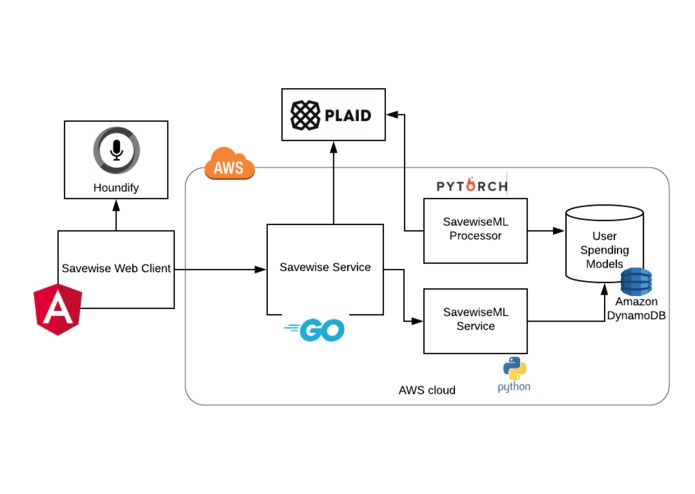 PLAID
Houndify
AWS
PYTORCH
Savewise Web Client
Savewise Service
SavewiseML
Processor
User
Spending
Models
SavewiseML
Service
Amazon
DynamoDB
A
GO
python
AWS cloud